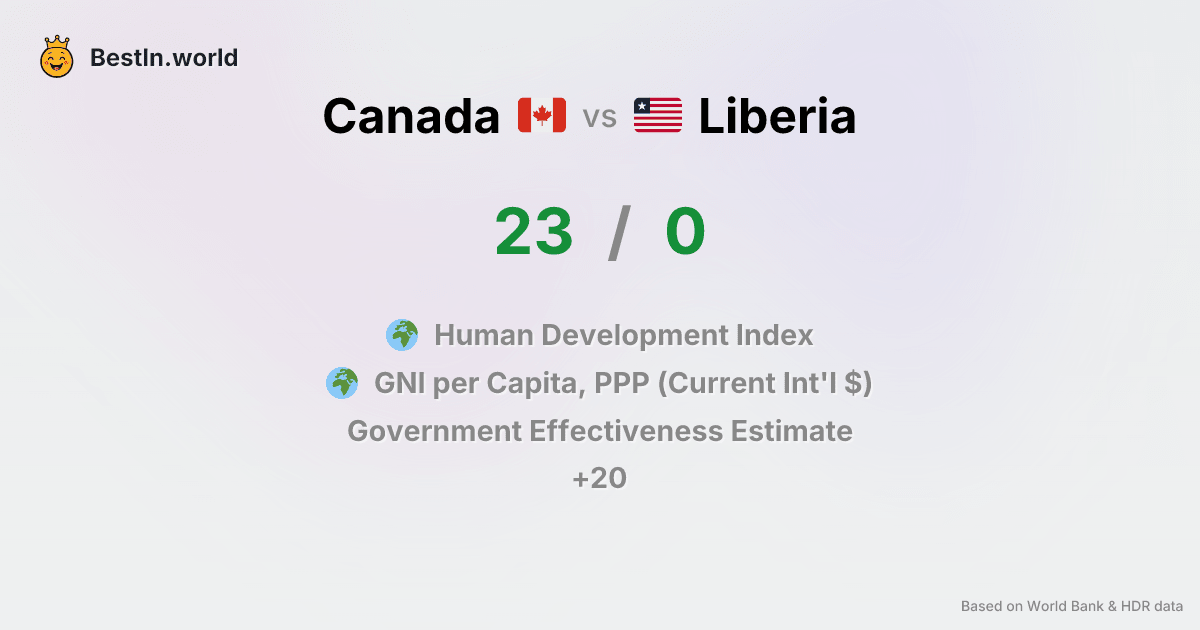 BestIn.world
Canada vs Liberia
23 / 0
Human Development Index
GNI per Capita, PPP (Current Int'l $)
Government Effectiveness Estimate
+20
Based on World Bank & HDR data